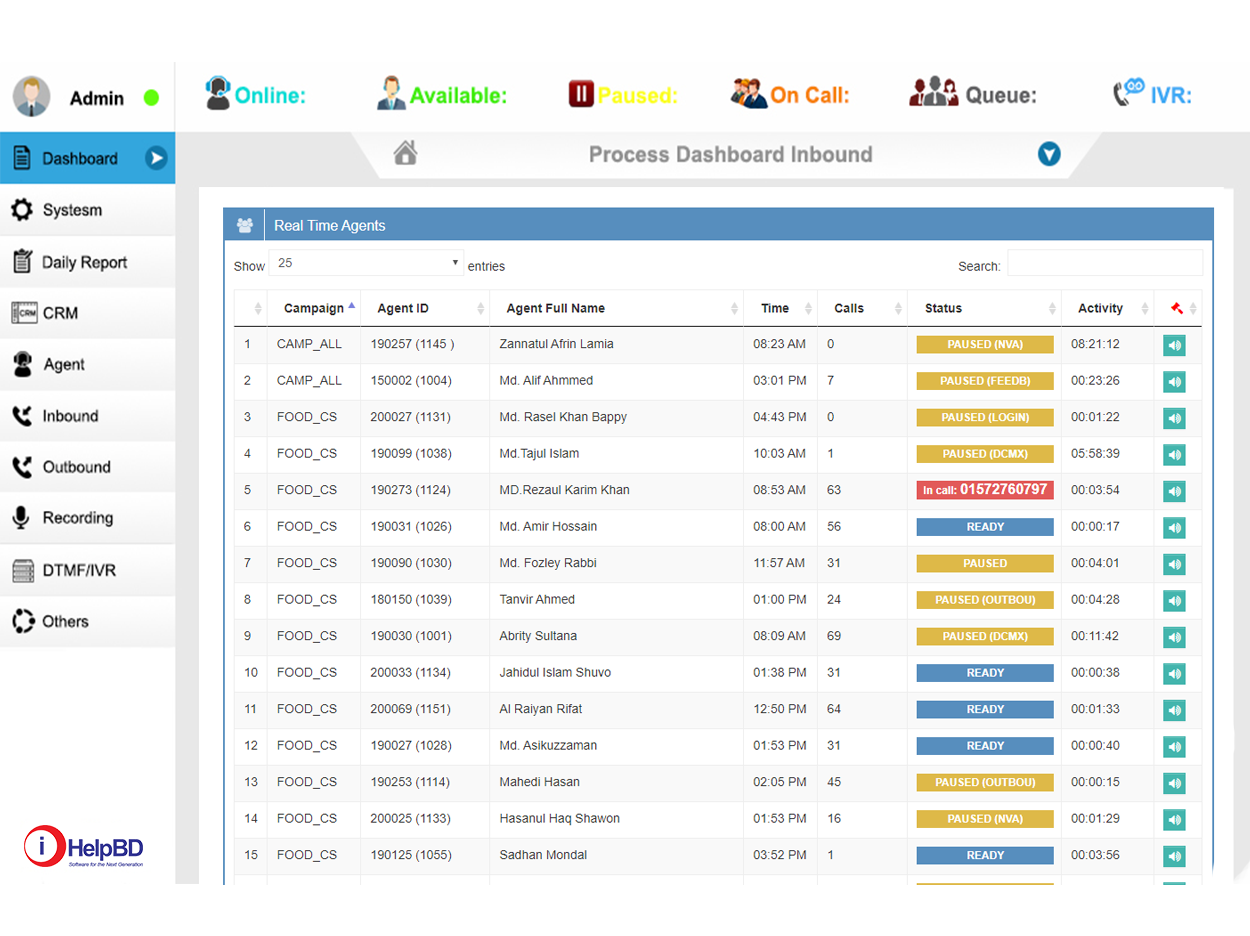 Admin
Online:
Available:
Paused:
On Call:
Queue:
IVR:
Dashboard
Systesm
Daily Report
CRM
CRM
Agent
Inbound
Outbound
Recording
DTMF/IVR
Others
i HelpBD
Software for the Next Generation
Process Dashboard Inbound
Real Time Agents
Show 25 entries Search:
Campaign Agent ID Agent Full Name Time Calls Status Activity
1 CAMP_ALL 190257 (1145 ) Zannatul Afrin Lamia 08:23 AM 0 PAUSED (NVA) 08:21:12
2 CAMP_ALL 150002 (1004) Md. Alif Ahmmed 03:01 PM 7 PAUSED (FEEDB) 00:23:26
3 FOOD_CS 200027 (1131) Md. Rasel Khan Bappy 04:43 PM 0 PAUSED (LOGIN) 00:01:22
4 FOOD_CS 190099 (1038) Md.Tajul Islam 10:03 AM 1 PAUSED (DCMX) 05:58:39
5 FOOD_CS 190273 (1124) MD.Rezaul Karim Khan 08:53 AM 63 In call: 01572760797 00:03:54
6 FOOD_CS 190031 (1026) Md. Amir Hossain 08:00 AM 56 READY 00:00:17
7 FOOD_CS 190090 (1030) Md. Fozley Rabbi 11:57 AM 31 PAUSED 00:04:01
8 FOOD_CS 180150 (1039) Tanvir Ahmed 01:00 PM 24 PAUSED (OUTBOU) 00:04:28
9 FOOD_CS 190030 (1001) Abrity Sultana 08:09 AM 69 PAUSED (DCMX) 00:11:42
10 FOOD_CS 200033 (1134) Jahidul Islam Shuvo 01:38 PM 31 READY 00:00:38
11 FOOD_CS 200069 (1151) Al Raiyan Rifat 12:50 PM 64 READY 00:01:33
12 FOOD_CS 190027 (1028) Md. Asikuzzaman 01:53 PM 31 READY 00:00:40
13 FOOD_CS 190253 (1114) Mahedi Hasan 02:05 PM 45 PAUSED (OUTBOU) 00:00:15
14 FOOD_CS 200025 (1133) Hasanul Haq Shawon 01:53 PM 16 PAUSED (NVA) 00:01:29
15 FOOD_CS 190125 (1055) Sadhan Mondal 03:52 PM 1 READY 00:03:56